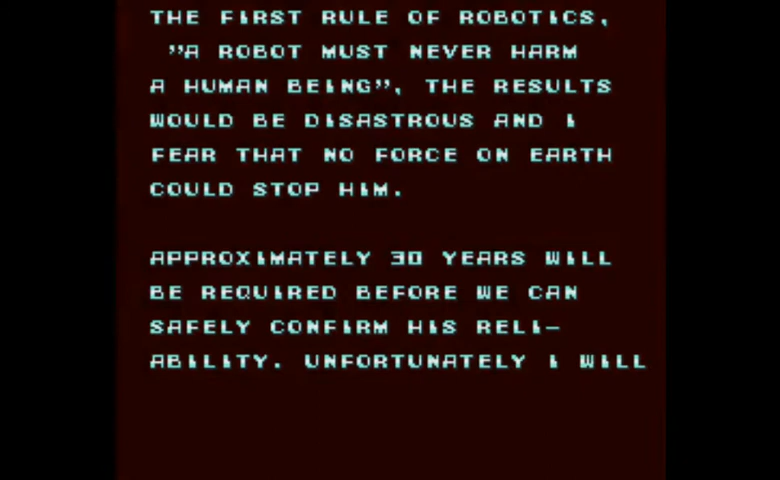 THE FIRST RULE OF ROBOTICS,
"A ROBOT MUST NEVER HARM
A HUMAN BEING", THE RESULTS
WOULD BE DISASTROUS AND I
FEAR THAT NO FORCE ON EARTH
COULD STOP HIM.
APPROXIMATELY 30 YEARS WILL
BE REQUIRED BEFORE WE CAN
SAFELY CONFIRM HIS RELI-
ABILITY. UNFORTUNATELY I WILL